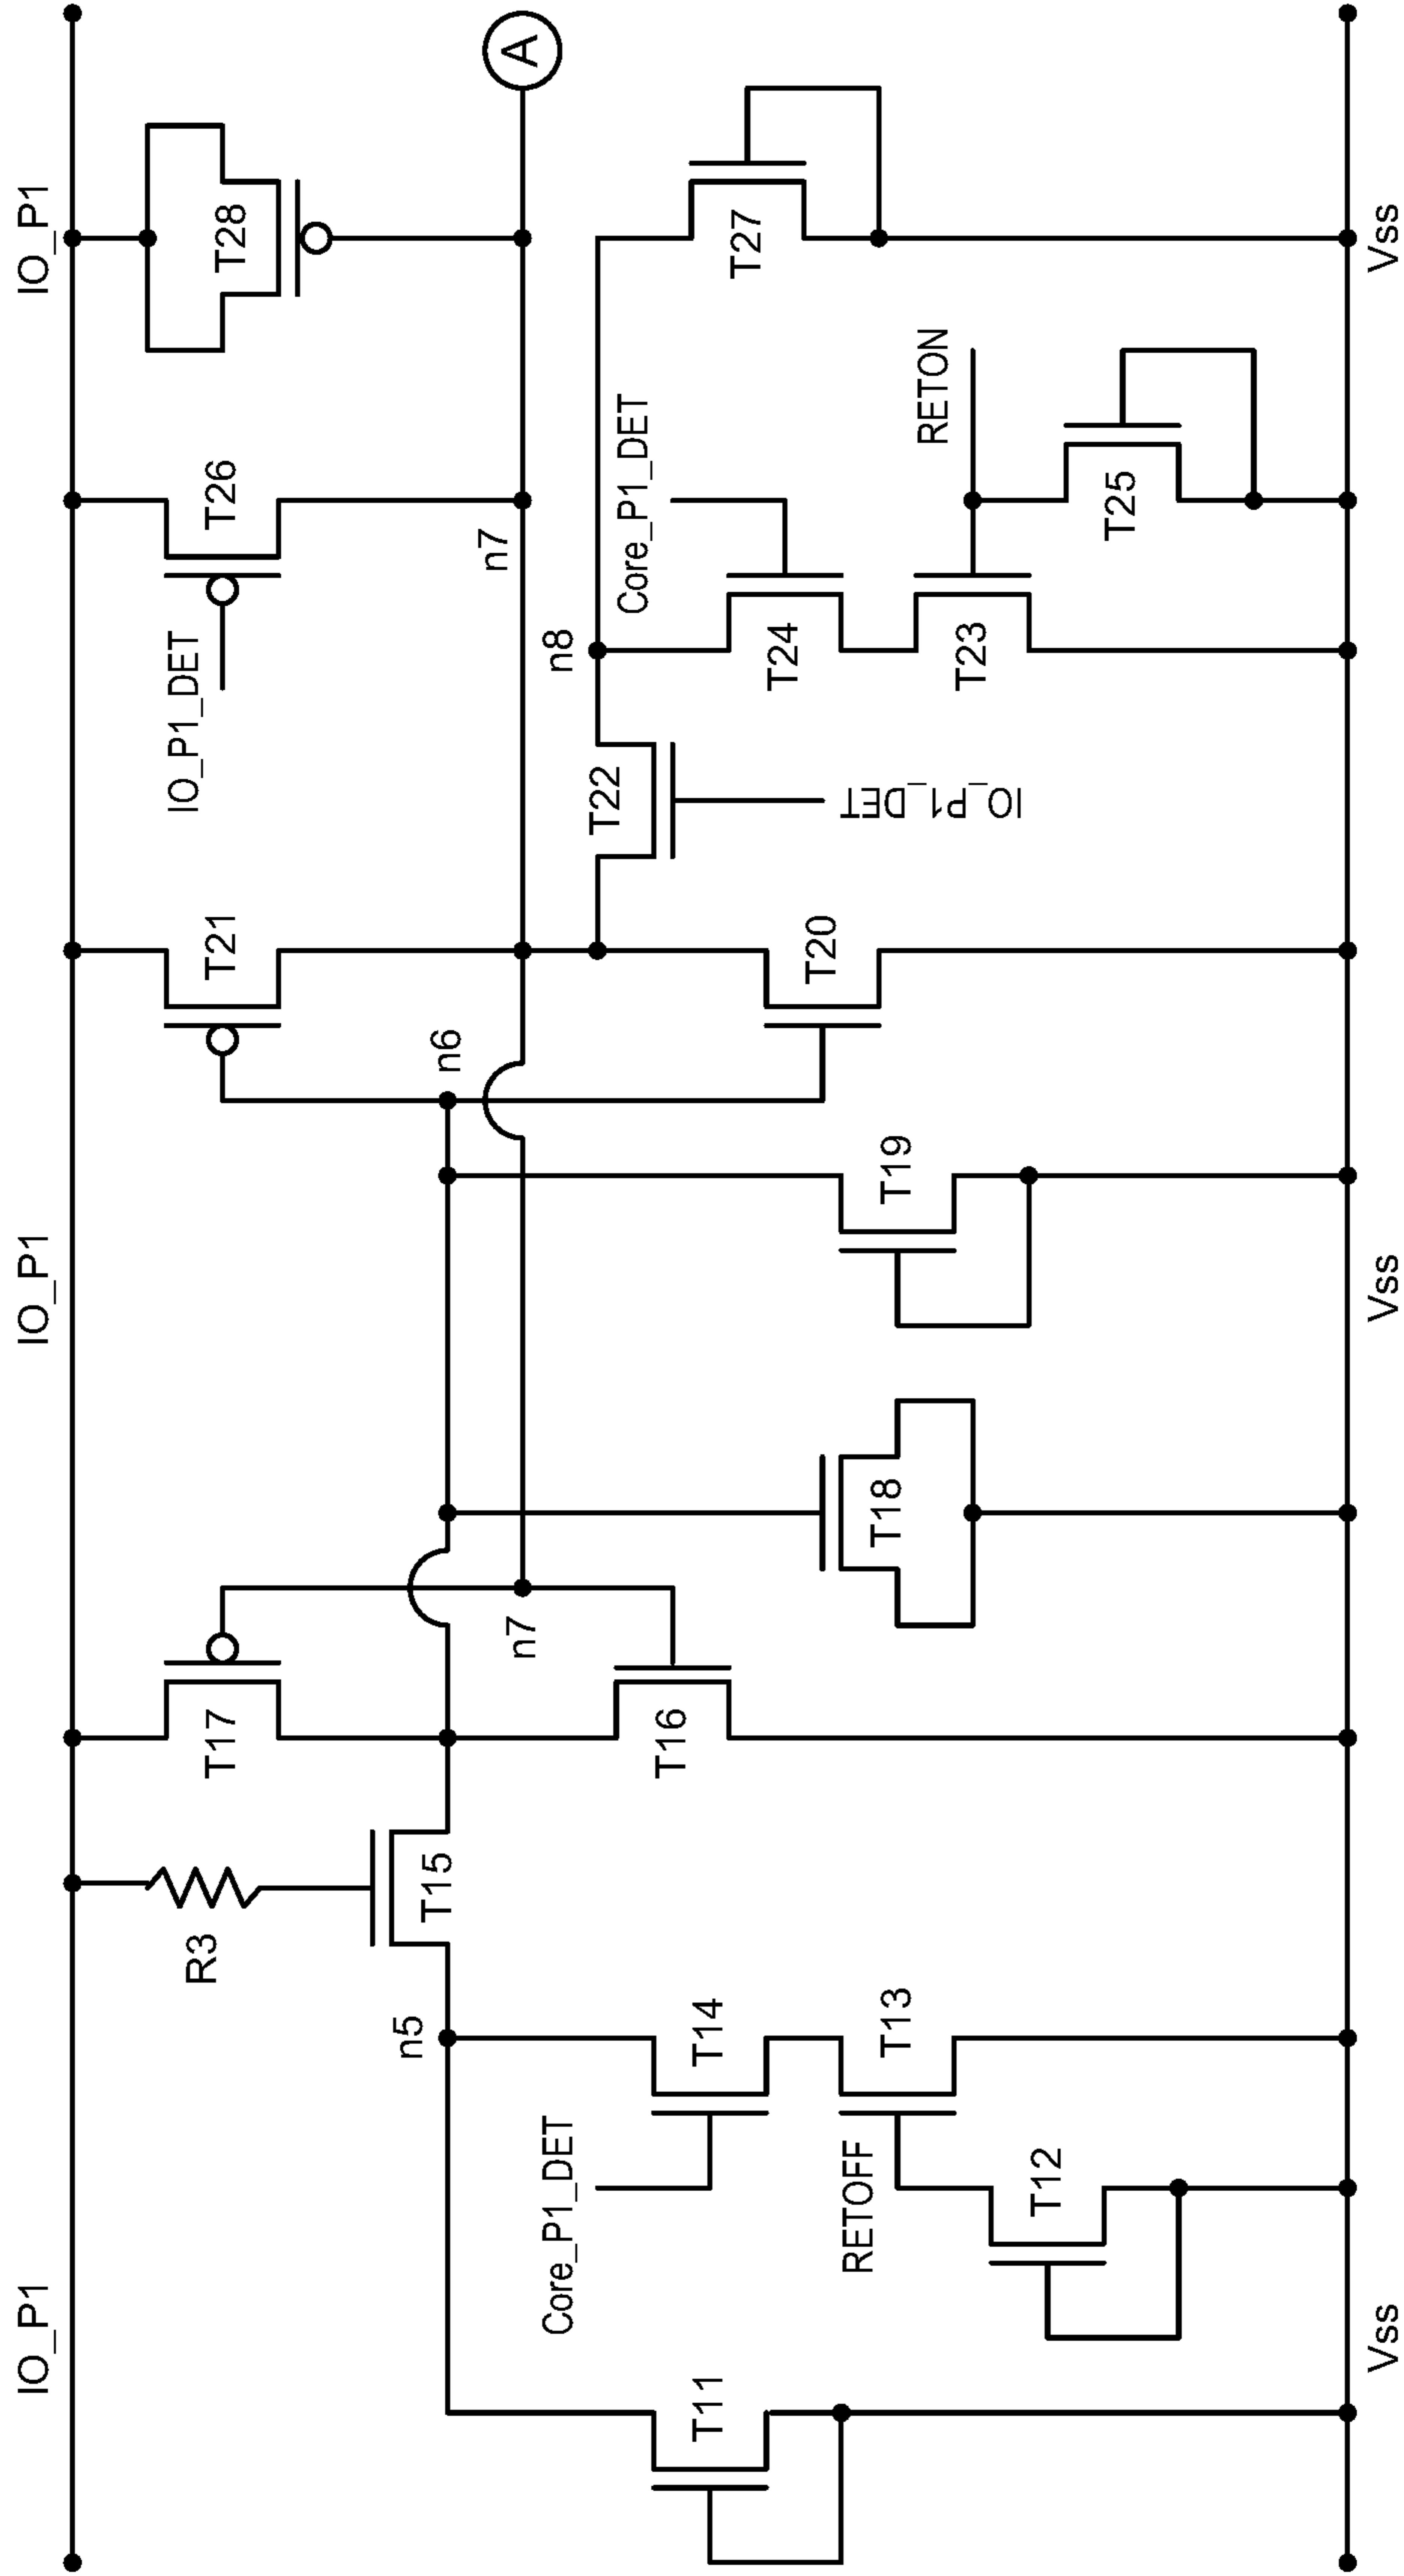 IO_P1
IO_P1
IO_P1
R3
T17
T21
IO_P1_DET
T26
T28
A
n5
T15
n7
n6
n7
n8
T22
IO_P1_DET
Core_P1_DET
T11
T14
T16
T18
T19
T20
T24
T27
Core_P1_DET
RETOFF
T13
T12
T23
RETON
T25
Vss
Vss
Vss